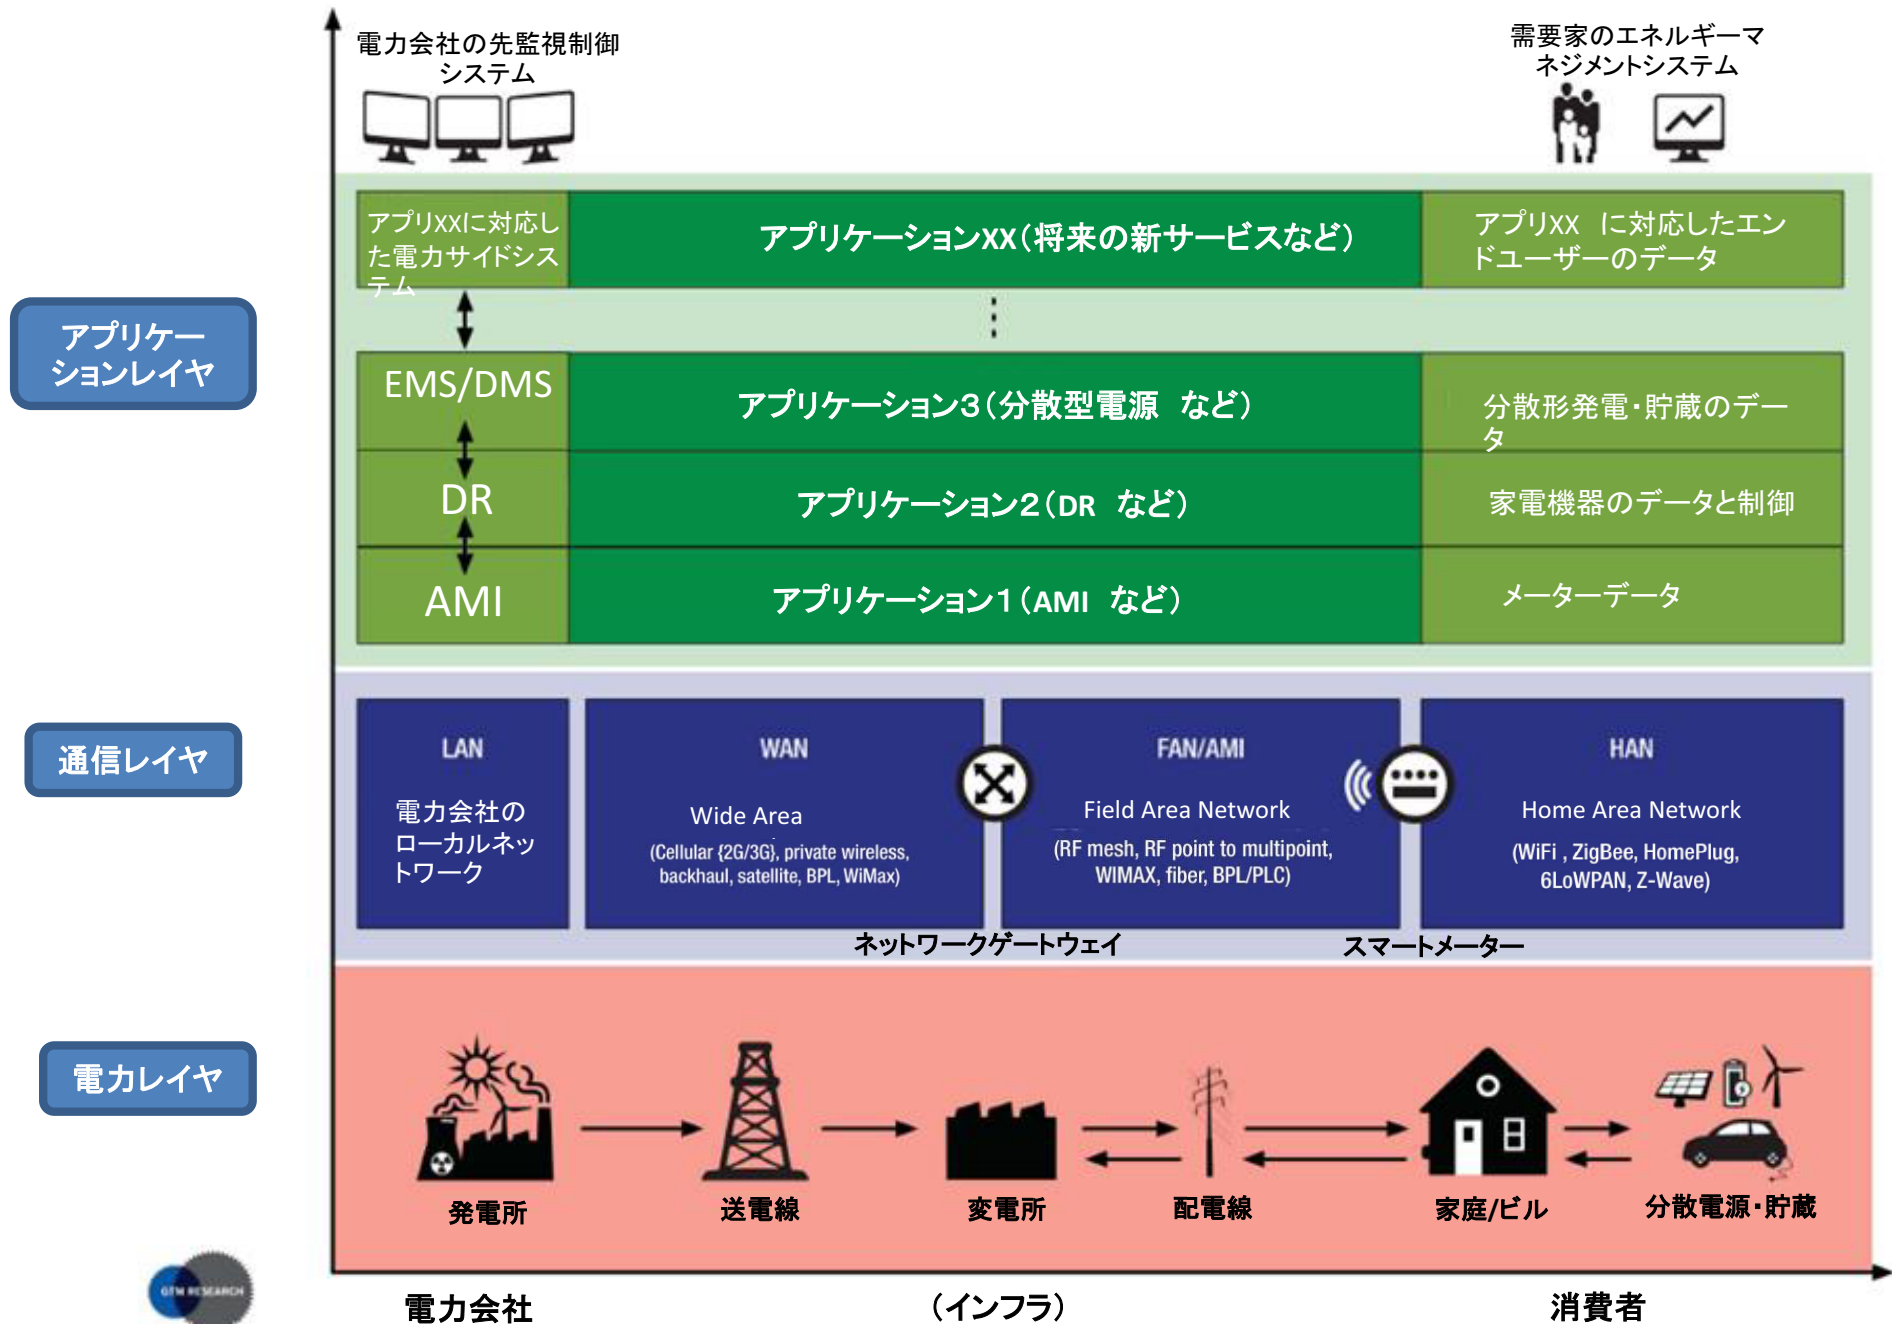 電力会社の先監視制御
システム
需要家のエネルギーマ
ネジメントシステム
アプリXXに対応し
た電力サイドシス
テム
アプリケーションXX(将来の新サービスなど)
アプリXX に対応したエン
ドユーザーのデータ
アプリケー
ションレイヤ
EMS/DMS
アプリケーション3(分散型電源 など)
分散形発電・貯蔵のデー
タ
DR
アプリケーション2(DR など)
家電機器のデータと制御
AMI
アプリケーション1(AMI など)
メーターデータ
通信レイヤ
LAN
電力会社の
ローカルネッ
トワーク
WAN
Wide Area
(Cellular {2G/3G}, private wireless,
backhaul, satellite, BPL, WiMax)
FAN/AMI
Field Area Network
(RF mesh, RF point to multipoint,
WIMAX, fiber, BPL/PLC)
HAN
Home Area Network
(WiFi , ZigBee, HomePlug,
6LoWPAN, Z-Wave)
ネットワークゲートウェイ
スマートメーター
電力レイヤ
発電所
送電線
変電所
配電線
家庭/ビル
分散電源・貯蔵
GTM RESEARCH
電力会社
(インフラ)
消費者